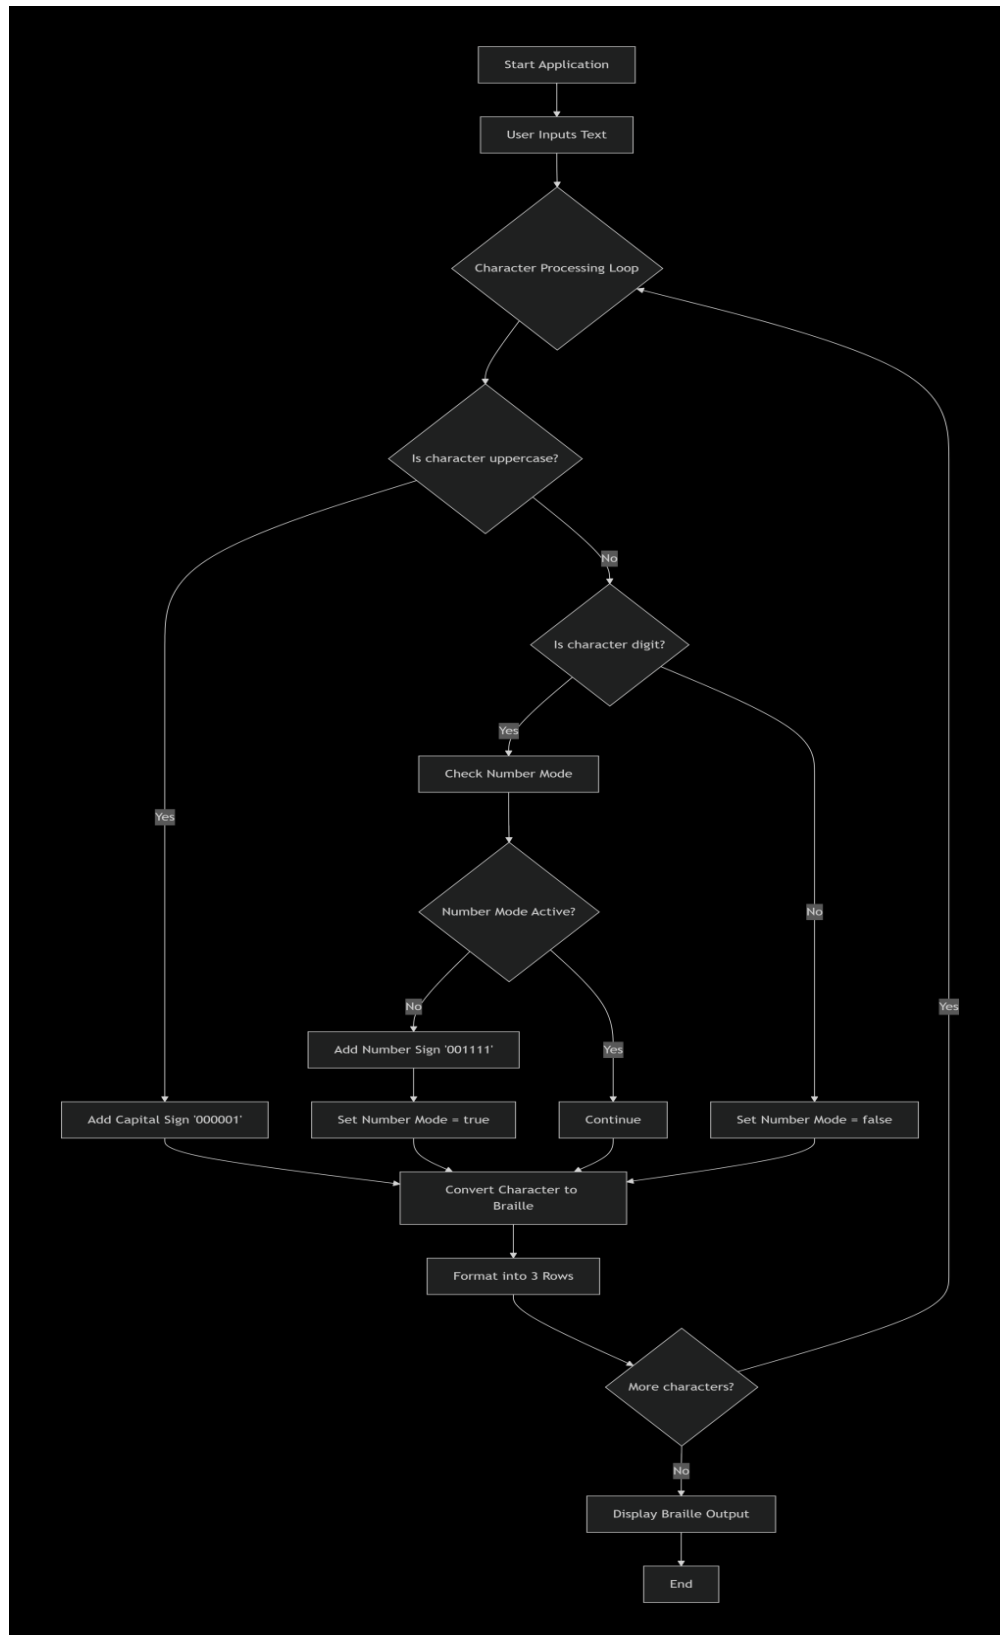 Start Application
User Inputs Text
Character Processing Loop
Is character uppercase?
No
Is character digit?
Yes
Check Number Mode
Yes
Number Mode Active?
No
No
Yes
Add Number Sign '001111'
Yes
Add Capital Sign '000001'
Set Number Mode = true
Continue
Set Number Mode = false
Convert Character to
Braille
Format into 3 Rows
More characters?
No
Display Braille Output
End